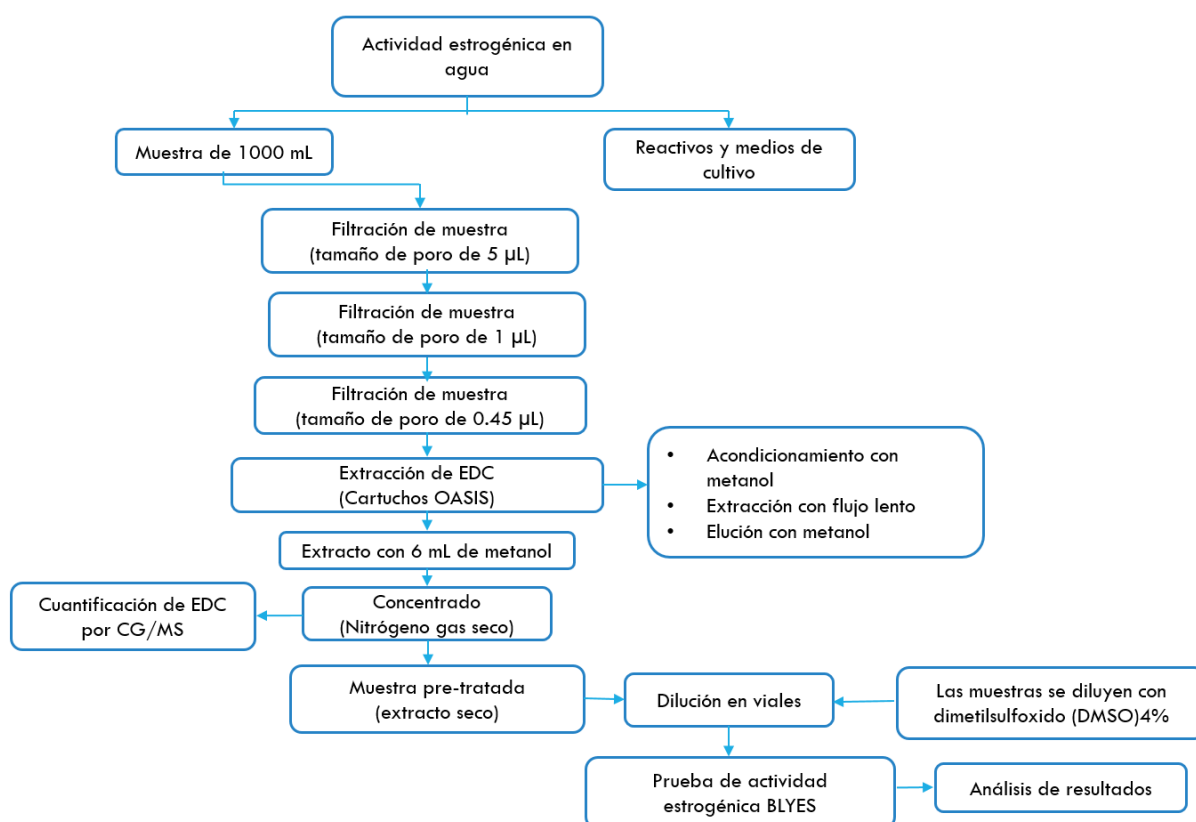 Actividad estrogénica en
agua
Muestra de 1000 mL
Reactivos y medios de
cultivo
Filtración de muestra
(tamaño de poro de 5 µL)
Filtración de muestra
(tamaño de poro de 1 µL)
Filtración de muestra
(tamaño de poro de 0.45 µL)
Extracción de EDC
(Cartuchos OASIS)
• Acondicionamiento con
metanol
• Extracción con flujo lento
• Elución con metanol
Extracto con 6 mL de metanol
Cuantificación de EDC
por CG/MS
Concentrado
(Nitrógeno gas seco)
Muestra pre-tratada
(extracto seco)
Dilución en viales
Las muestras se diluyen con
dimetilsulfoxido (DMSO)4%
Prueba de actividad
estrogénica BLYES
Análisis de resultados